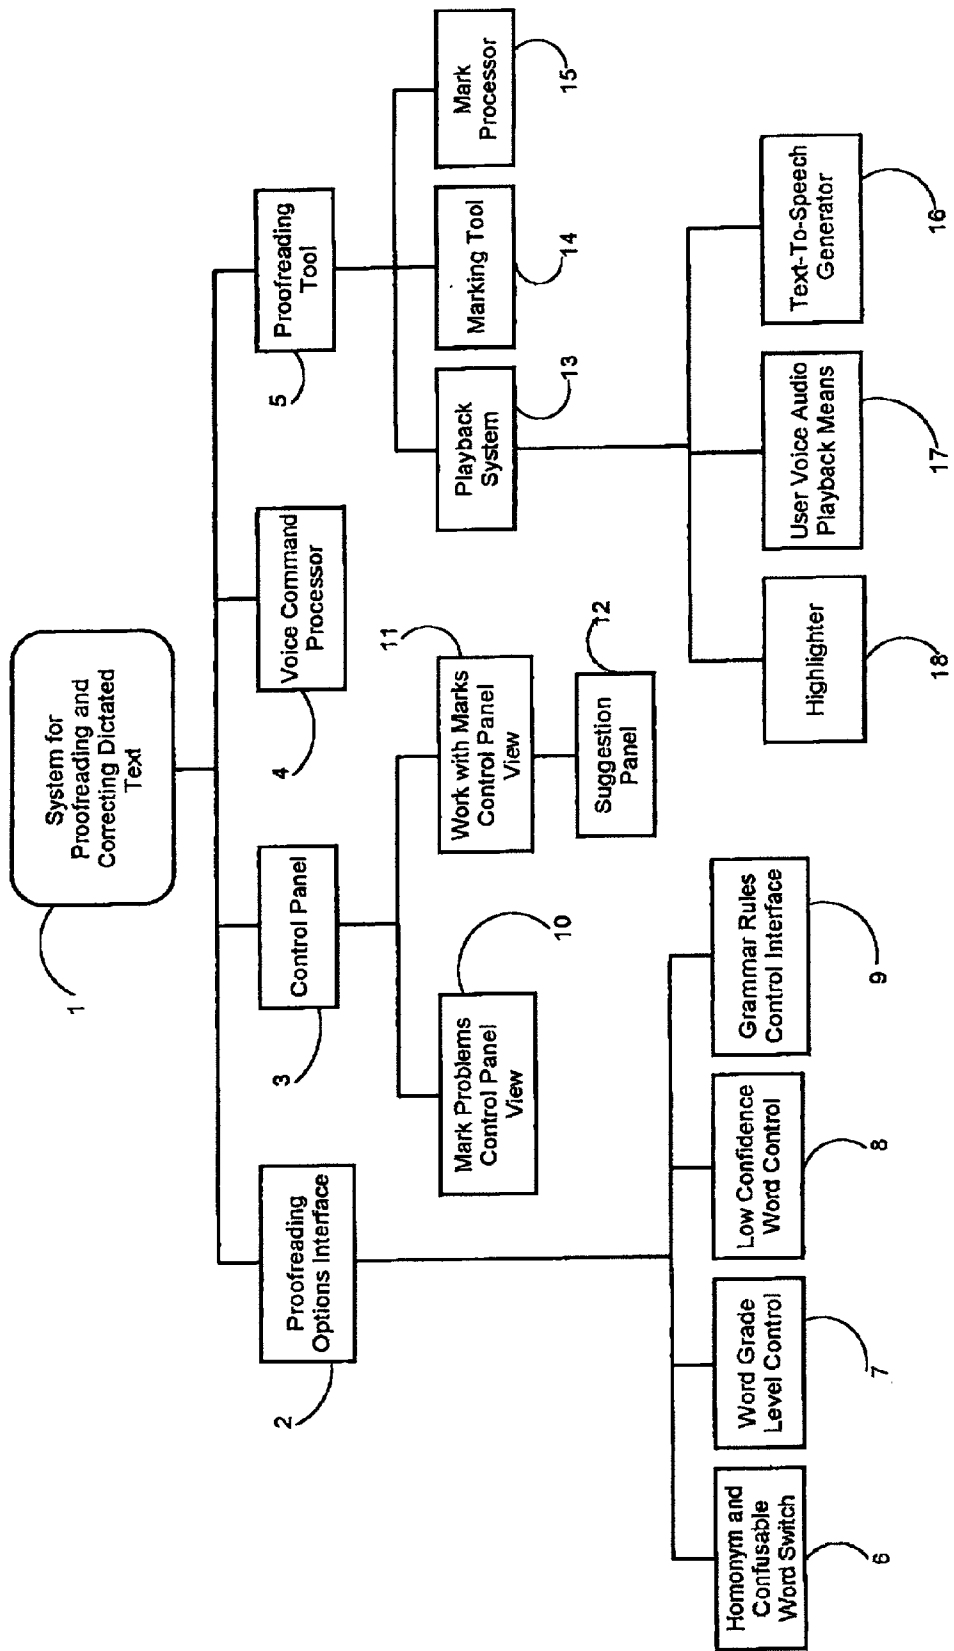 System for
Proofreading and
Correcting Dictated
Text
1
Proofreading
Options Interface
2
Control Panel
3
Voice Command
Processor
4
Proofreading
Tool
5
Mark Problems
Control Panel
View
10
Work with Marks
Control Panel
View
11
Suggestion
Panel
12
Playback
System
13
Marking Tool
14
Mark
Processor
15
Homonym and
Confusable
Word Switch
6
Word Grade
Level Control
7
Low Confidence
Word Control
8
Grammar Rules
Control Interface
9
Highlighter
18
User Voice Audio
Playback Means
17
Text-To-Speech
Generator
16